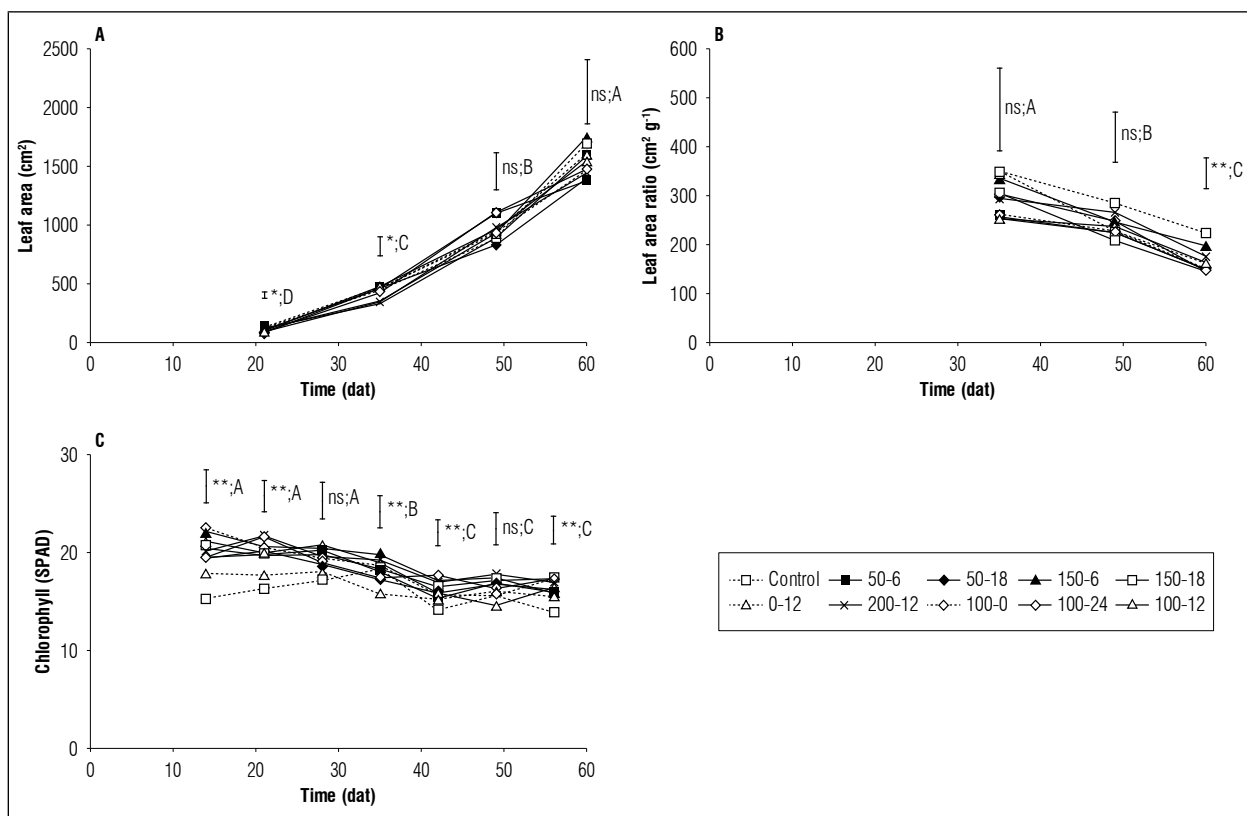 A
Leaf area (cm²)
2500
2000
1500
1000
500
0
*;D
*;C
ns;B
ns;A
0 10 20 30 40 50 60
Time (dat)
B
Leaf area ratio (cm² g⁻¹)
600
500
400
300
200
100
0
ns;A
ns;B
**;C
0 10 20 30 40 50 60
Time (dat)
C
Chlorophyll (SPAD)
30
20
10
0
**;A
**;A
ns;A
**;B
**;C
ns;C
**;C
0 10 20 30 40 50 60
Time (dat)
Control 50-6 50-18 150-6 150-18
0-12 200-12 100-0 100-24 100-12